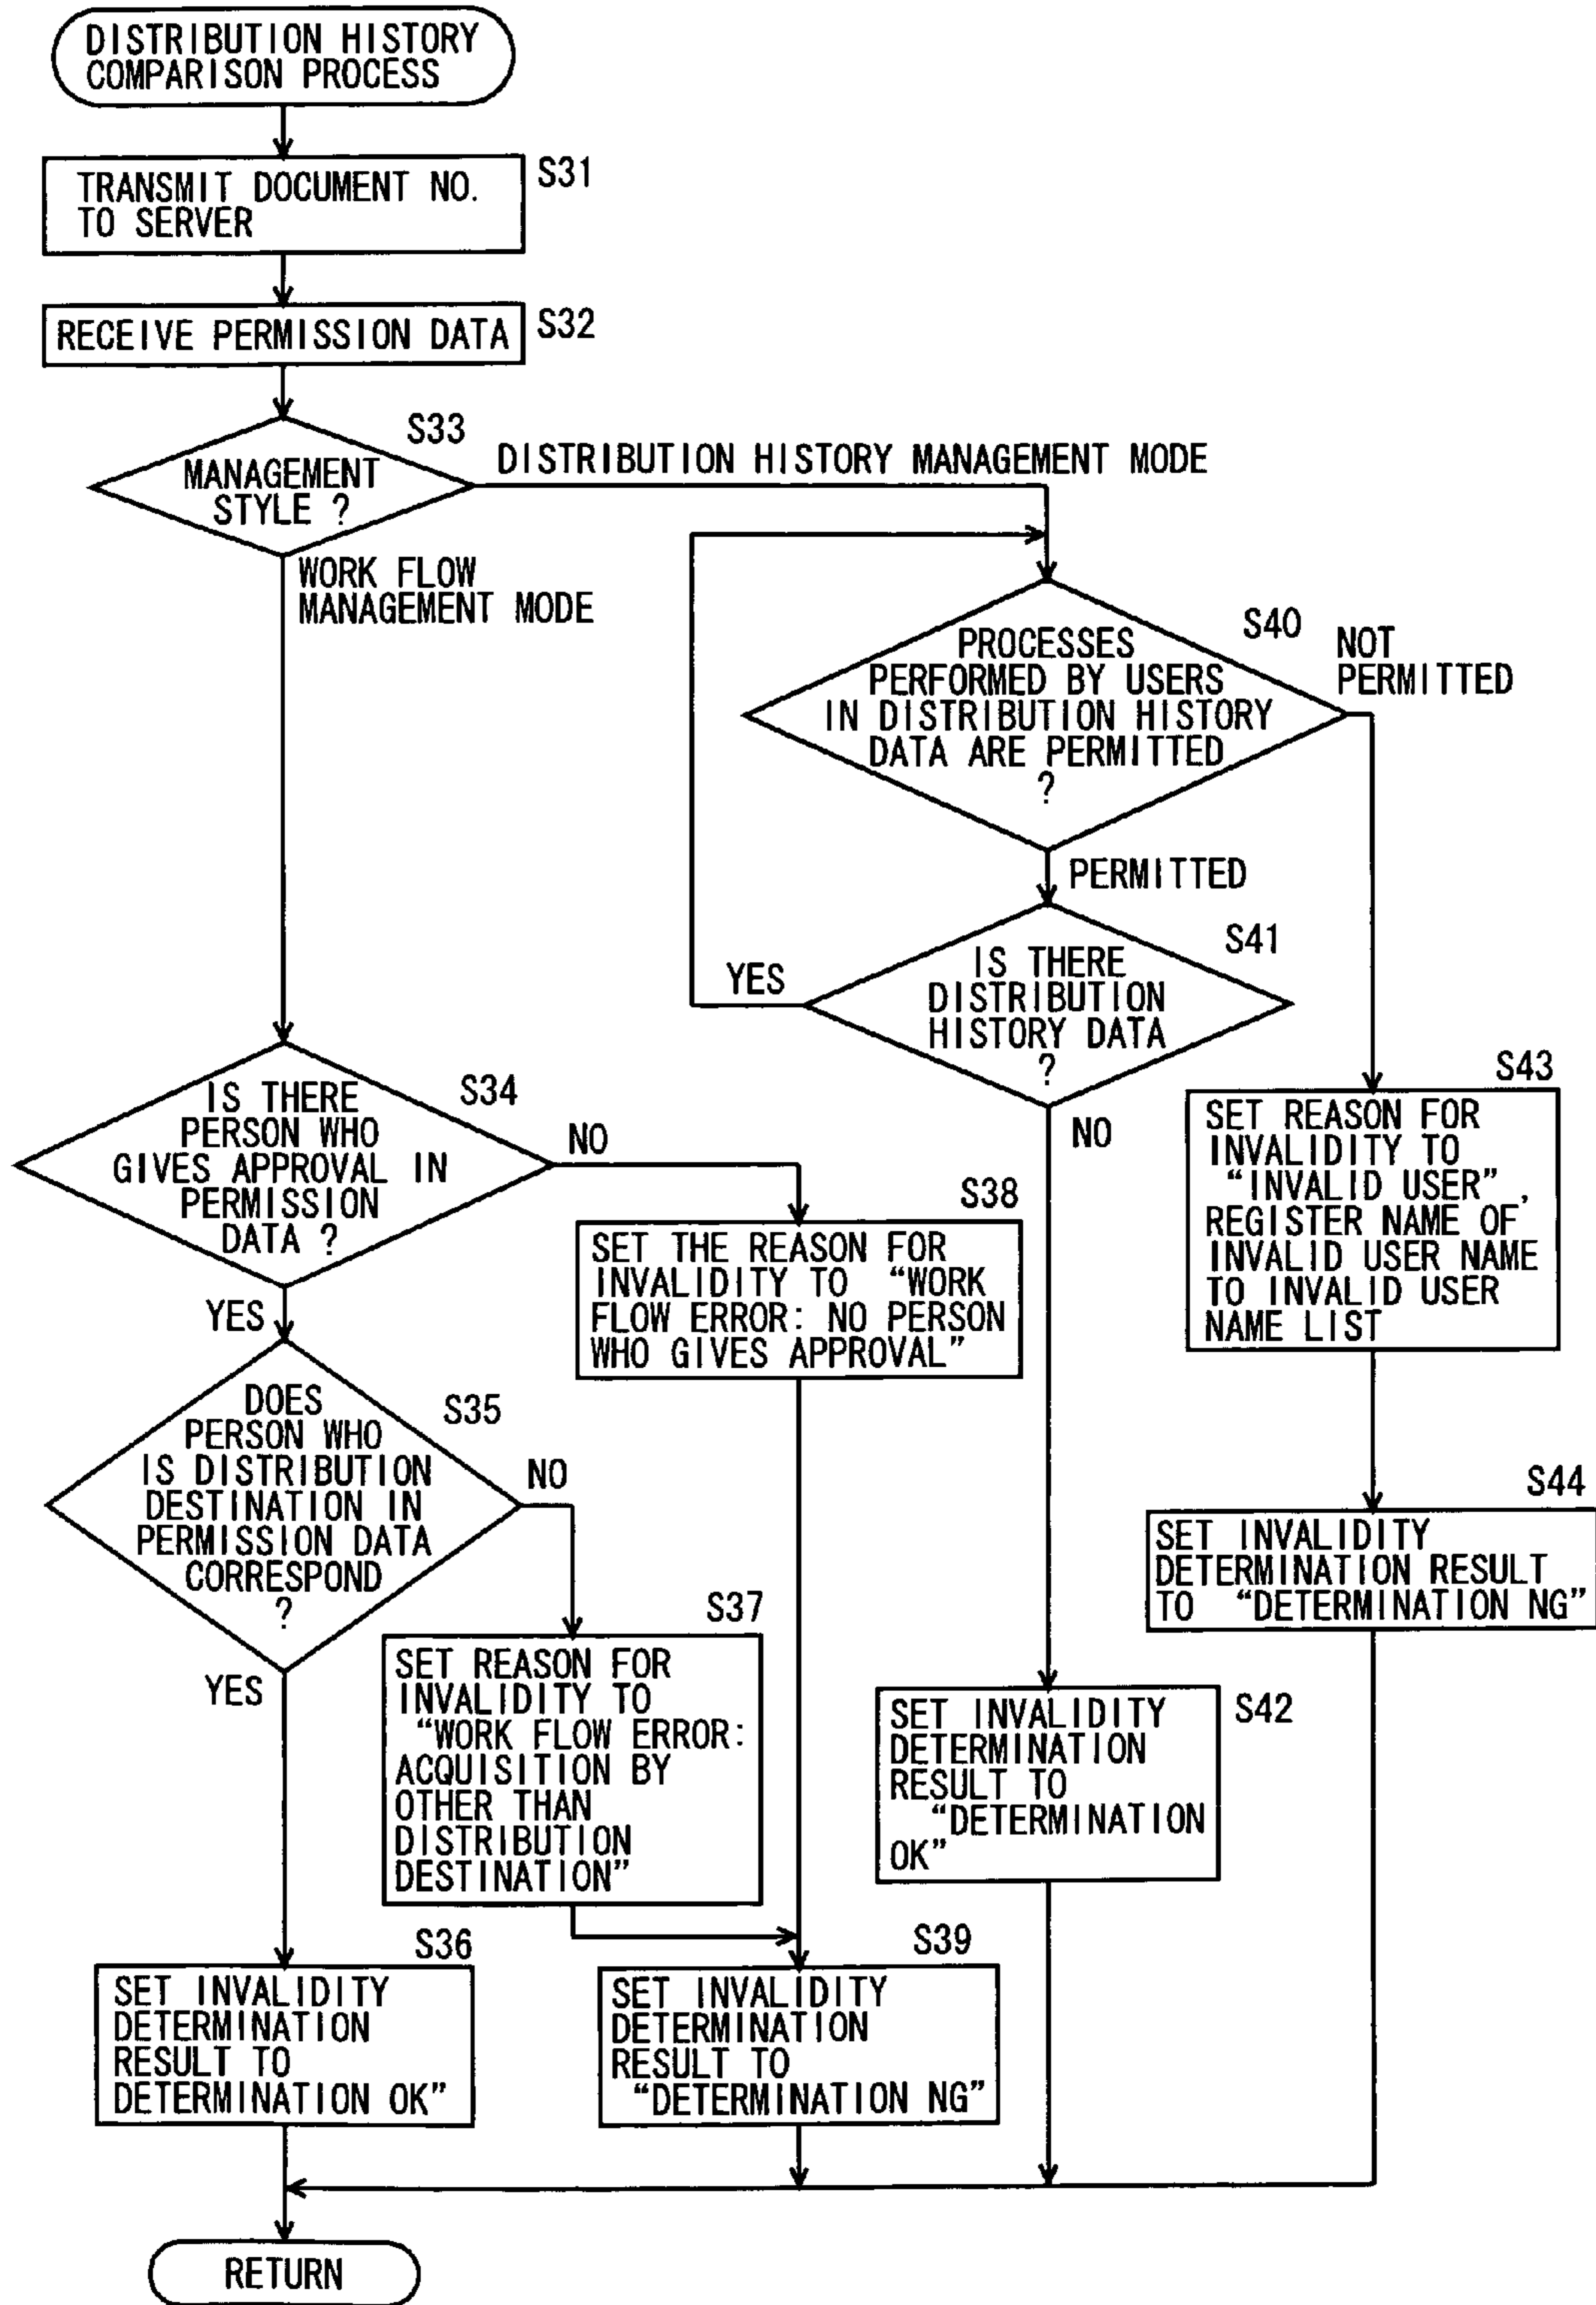 DISTRIBUTION HISTORY
COMPARISON PROCESS
TRANSMIT DOCUMENT NO.
TO SERVER
S31
RECEIVE PERMISSION DATA
S32
MANAGEMENT
STYLE ?
S33
DISTRIBUTION HISTORY MANAGEMENT MODE
WORK FLOW
MANAGEMENT MODE
PROCESSES
PERFORMED BY USERS
IN DISTRIBUTION HISTORY
DATA ARE PERMITTED
?
S40
NOT
PERMITTED
PERMITTED
IS THERE
DISTRIBUTION
HISTORY DATA
?
S41
YES
NO
IS THERE
PERSON WHO
GIVES APPROVAL IN
PERMISSION
DATA ?
S34
NO
YES
SET THE REASON FOR
INVALIDITY TO “WORK
FLOW ERROR: NO PERSON
WHO GIVES APPROVAL”
S38
SET REASON FOR
INVALIDITY TO
“INVALID USER”,
REGISTER NAME OF
INVALID USER NAME
TO INVALID USER
NAME LIST
S43
DOES
PERSON WHO
IS DISTRIBUTION
DESTINATION IN
PERMISSION DATA
CORRESPOND
?
S35
NO
YES
SET INVALIDITY
DETERMINATION RESULT
TO “DETERMINATION NG”
S44
SET REASON FOR
INVALIDITY TO
“WORK FLOW ERROR:
ACQUISITION BY
OTHER THAN
DISTRIBUTION
DESTINATION”
S37
SET INVALIDITY
DETERMINATION
RESULT TO
“DETERMINATION
OK”
S42
SET INVALIDITY
DETERMINATION
RESULT TO
DETERMINATION OK”
S36
SET INVALIDITY
DETERMINATION
RESULT TO
“DETERMINATION NG”
S39
RETURN